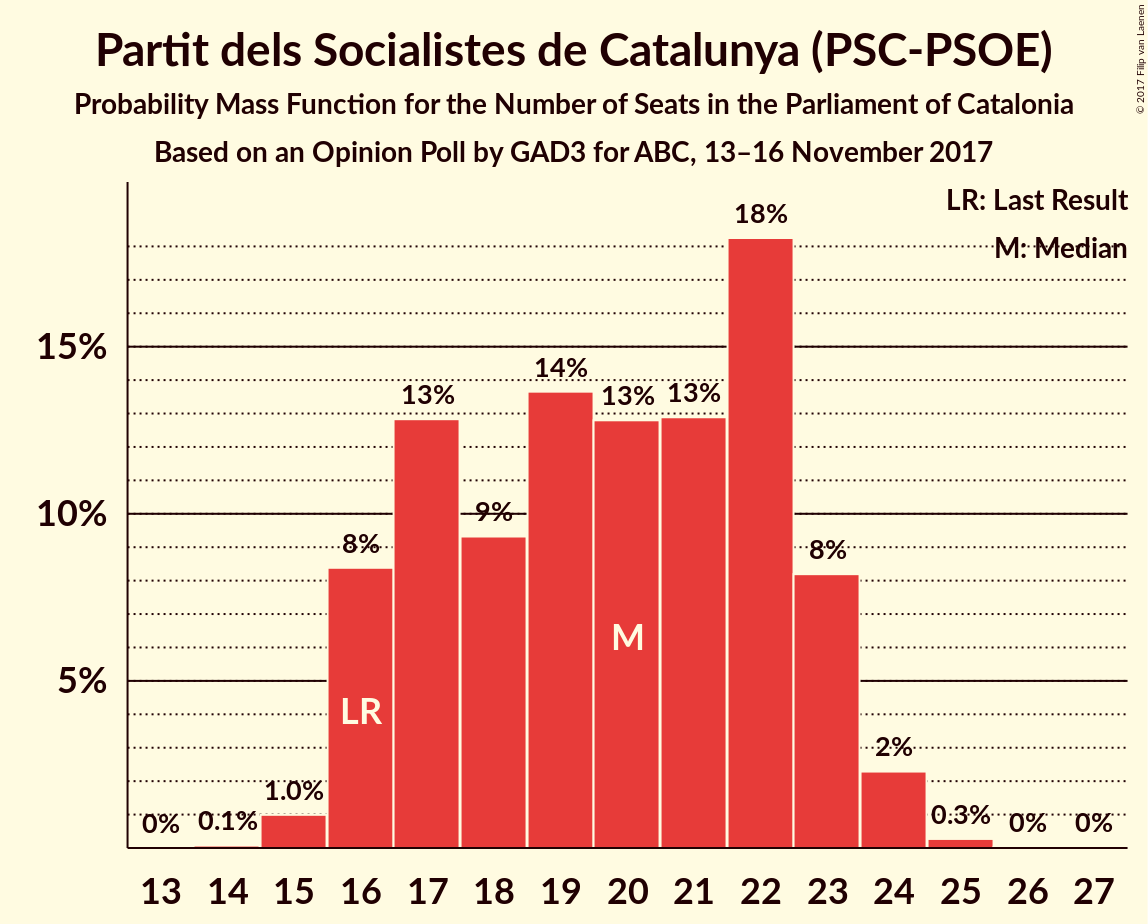 Partit dels Socialistes de Catalunya (PSC-PSOE)
Probability Mass Function for the Number of Seats in the Parliament of Catalonia
Based on an Opinion Poll by GAD3 for ABC, 13–16 November 2017
© 2017 Filip van Laenen
LR: Last Result
M: Median
18%
15%
14%
13%
13%
13%
10%
9%
8%
8%
M
5%
LR
2%
1.0%
0%
0.1%
0.3%
0%
0%
13 14 15 16 17 18 19 20 21 22 23 24 25 26 27